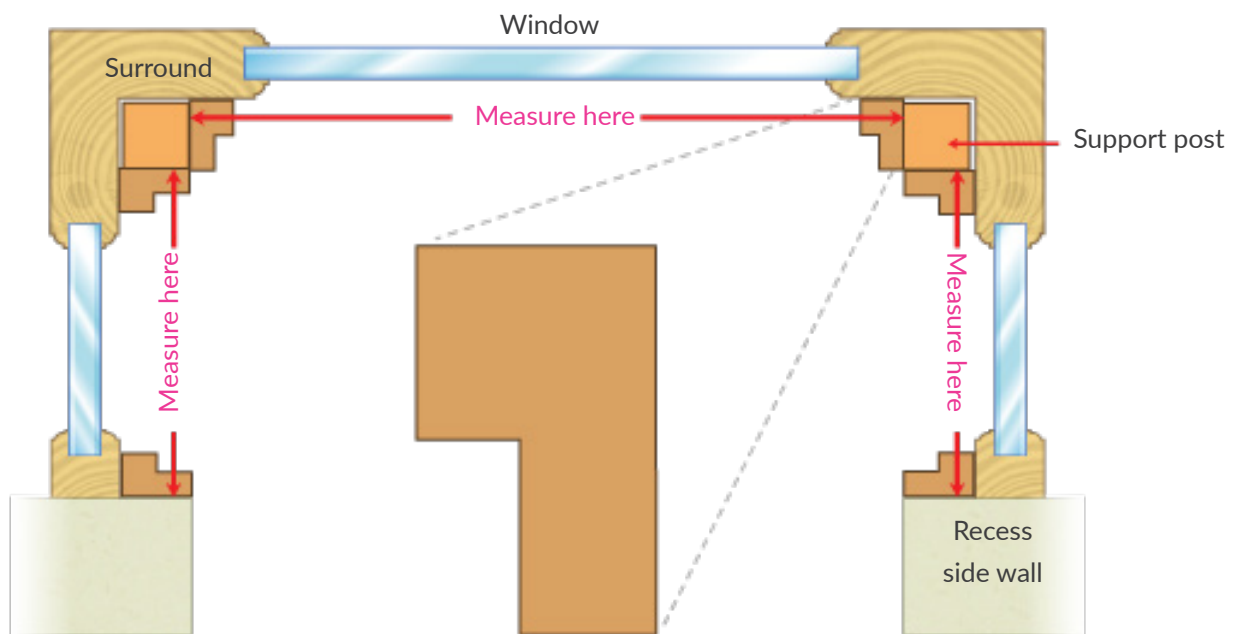 Window
Surround
Measure here
Support post
Measure here
Measure here
Recess
side wall